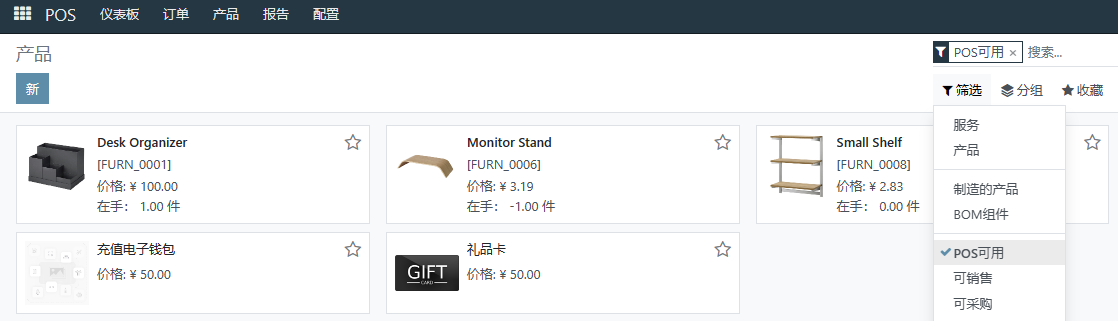 POS 仪表板 订单 产品 报告 配置
产品
POS可用 × 搜索...
新
筛选 分组 收藏
服务
产品
制造的产品
BOM组件
POS可用
可销售
可采购
Desk Organizer
[FURN_0001]
价格: ¥ 100.00
在手： 1.00 件
Monitor Stand
[FURN_0006]
价格: ¥ 3.19
在手： -1.00 件
Small Shelf
[FURN_0008]
价格: ¥ 2.83
在手： 0.00 件
充值电子钱包
价格: ¥ 50.00
GIFT
CARD
礼品卡
价格: ¥ 50.00